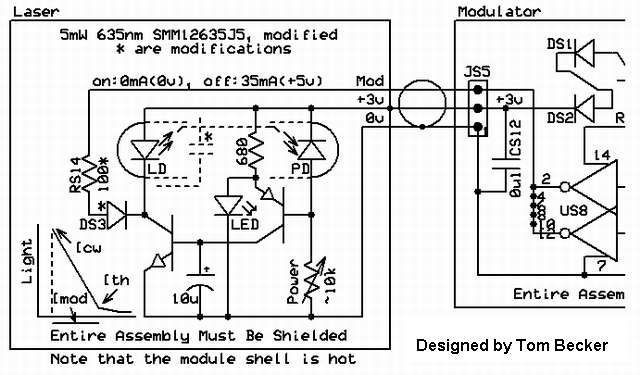 Laser
Modulator
5mW 635nm SMM12635J5, modified
* are modifications
DS1
on:0mA(0v), off:35mA(+5v)
Mod
JS5
+3v
+3v
DS2
0v
1
R
*
LD
680
PD
CS12
0u1
14
RS14
100*
*
DS3
LED
2
4
6
8
10
12
US8
7
Light
Icw
Ith
Imod
+
10u
Power
~10k
Entire Assem
Entire Assembly Must Be Shielded
Note that the module shell is hot
Designed by Tom Becker